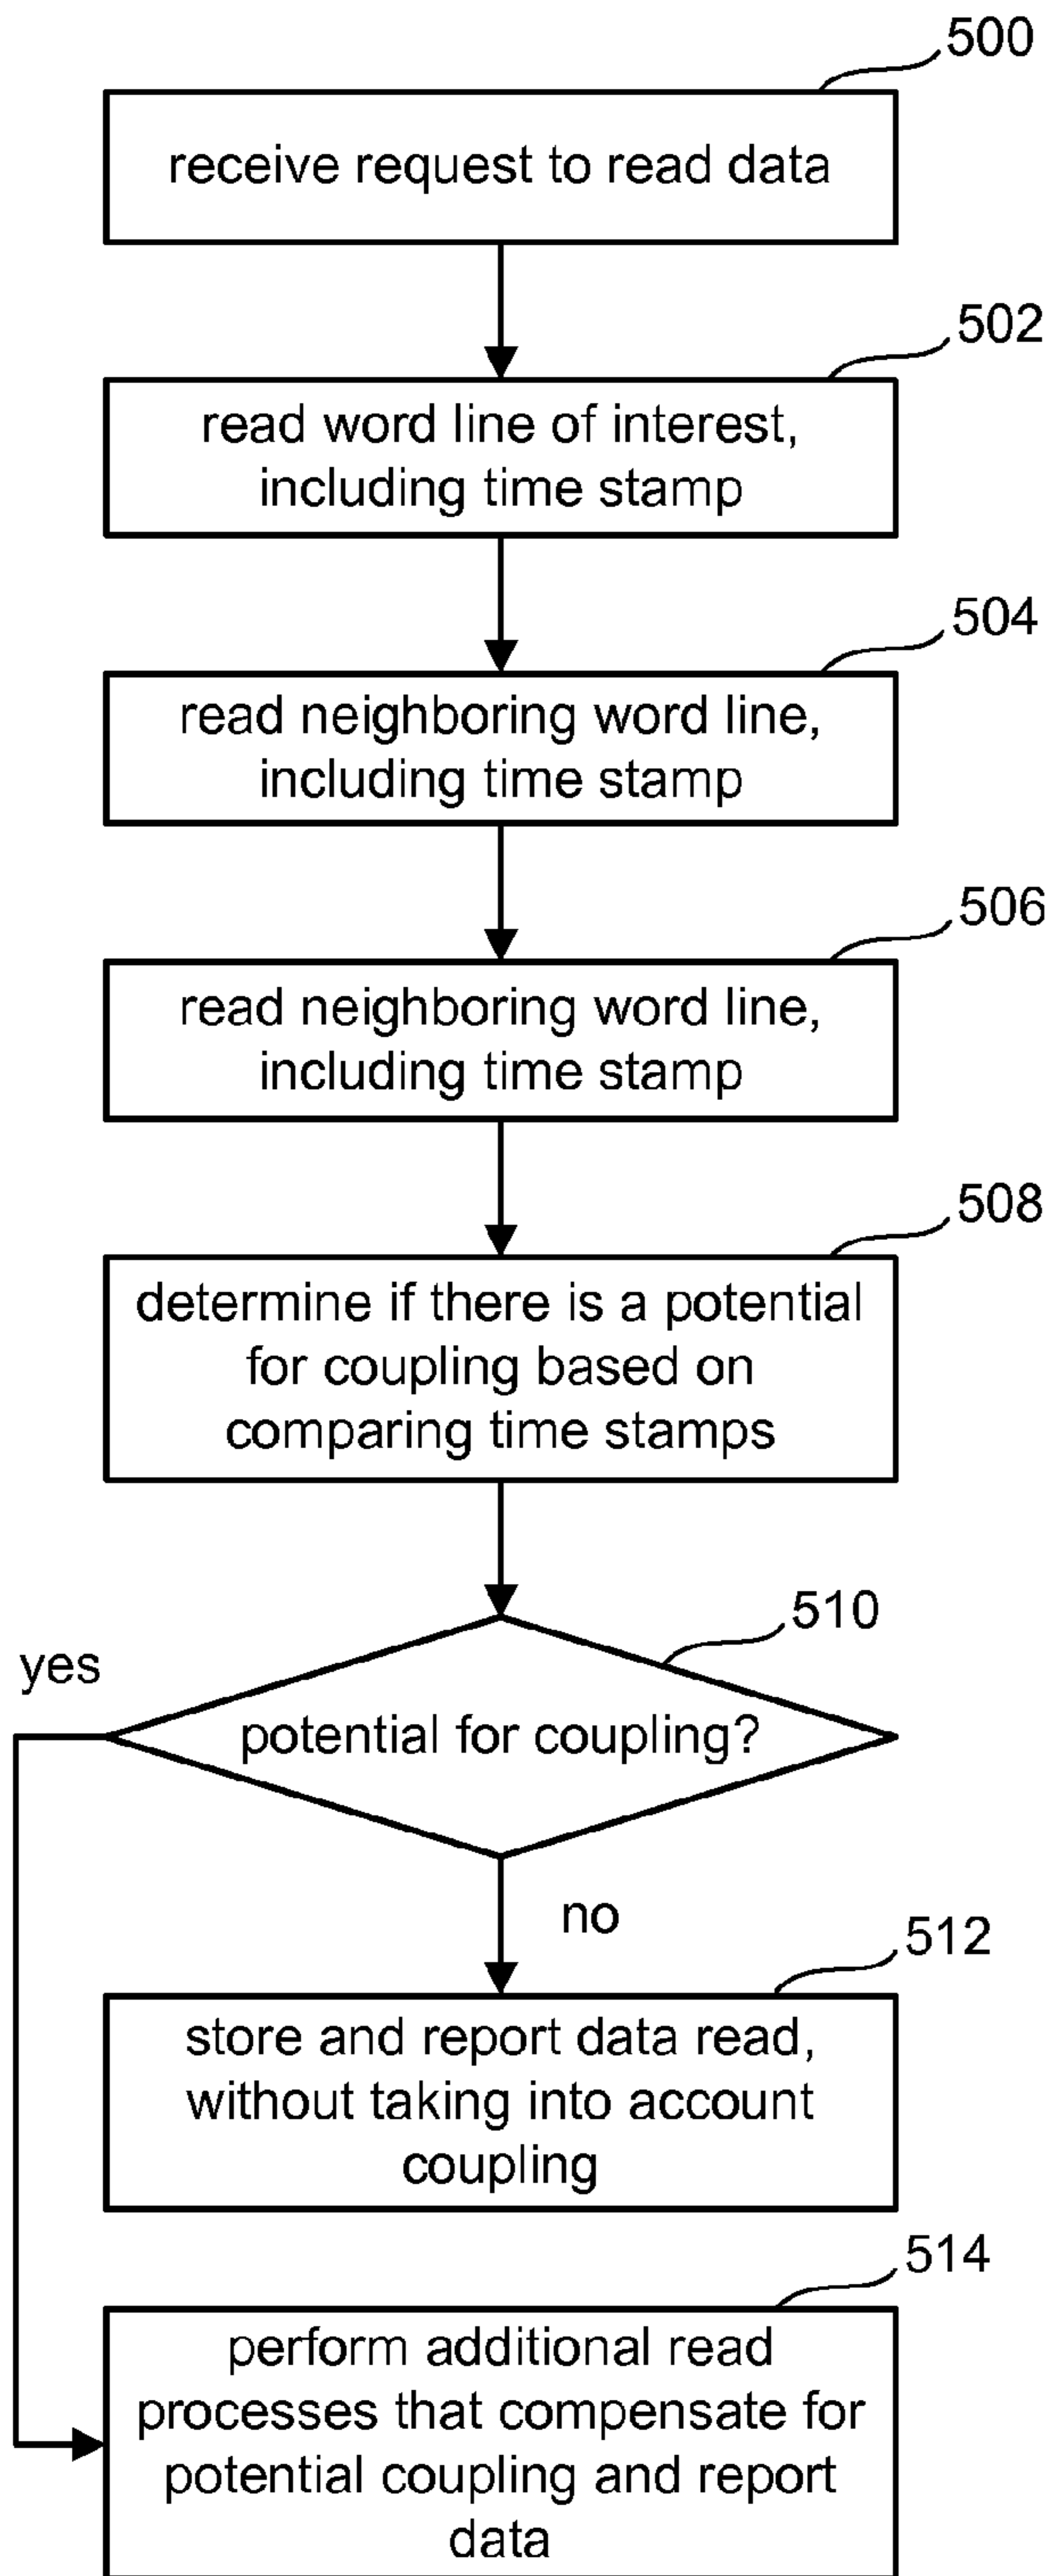 500
receive request to read data
502
read word line of interest,
including time stamp
504
read neighboring word line,
including time stamp
506
read neighboring word line,
including time stamp
508
determine if there is a potential
for coupling based on
comparing time stamps
510
yes
potential for coupling?
no
512
store and report data read,
without taking into account
coupling
514
perform additional read
processes that compensate for
potential coupling and report
data